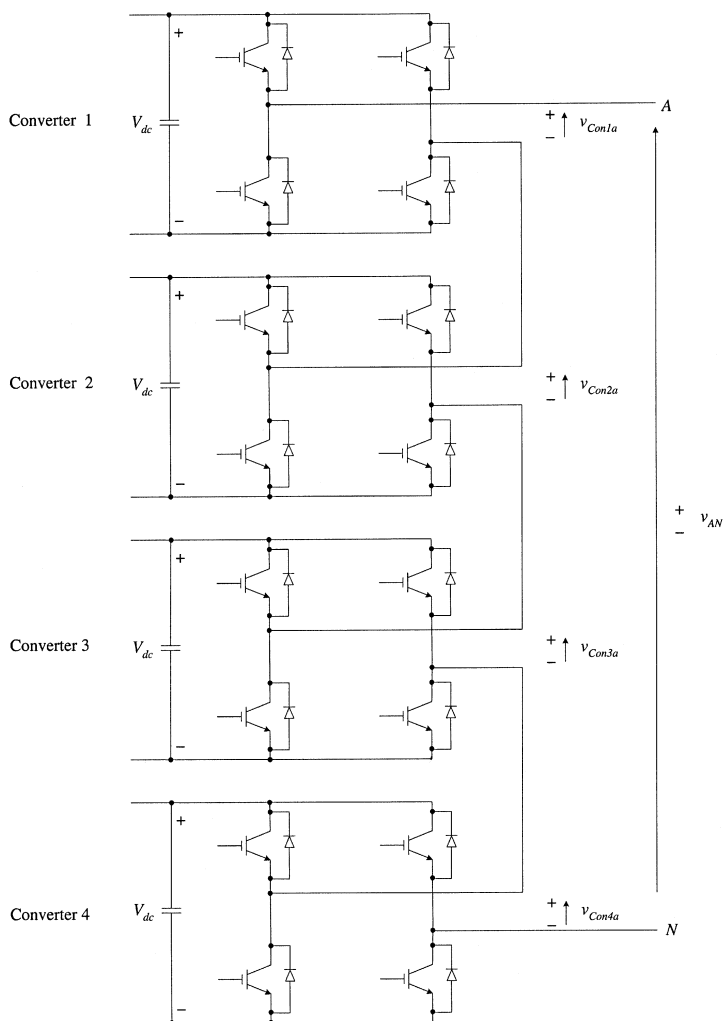 +
A
Converter 1
V_dc
+
−
v_Con1a
−
+
Converter 2
V_dc
+
−
v_Con2a
−
+
−
v_AN
+
Converter 3
V_dc
+
−
v_Con3a
−
+
Converter 4
V_dc
+
−
v_Con4a
N
−